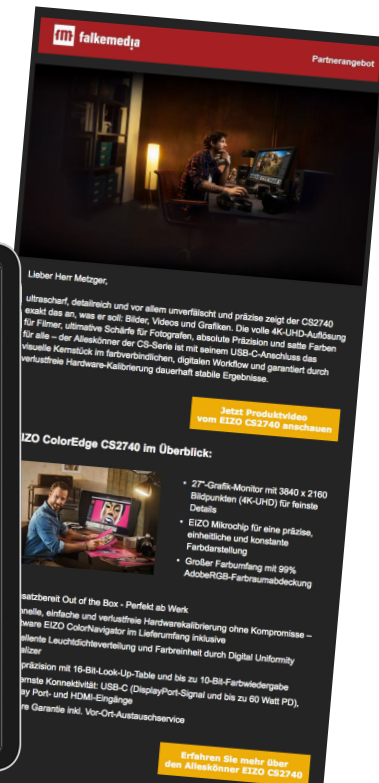 fm falkemedia
Partnerangebot
Lieber Herr Metzger,
ultrascharf, detailreich und vor allem unverfälscht und präzise zeigt der CS2740
exakt das an, was er soll: Bilder, Videos und Grafiken. Die volle 4K-UHD-Auflösung
für Filmer, ultimative Schärfe für Fotografen, absolute Präzision und satte Farben
für alle – der Alleskönner der CS-Serie ist mit seinem USB-C-Anschluss das
visuelle Kernstück im farbverbindlichen, digitalen Workflow und garantiert durch
verlustfreie Hardware-Kalibrierung dauerhaft stabile Ergebnisse.
Jetzt Produktvideo
vom EIZO CS2740 anschauen
IZO ColorEdge CS2740 im Überblick:
• 27"-Grafik-Monitor mit 3840 x 2160
Bildpunkten (4K-UHD) für feinste
Details
• EIZO Mikrochip für eine präzise,
einheitliche und konstante
Farbdarstellung
• Großer Farbumfang mit 99%
AdobeRGB-Farbraumabdeckung
satzbereit Out of the Box - Perfekt ab Werk
nelle, einfache und verlustfreie Hardwarekalibrierung ohne Kompromisse –
tware EIZO ColorNavigator im Lieferumfang inklusive
ellente Leuchtdichteverteilung und Farbreinheit durch Digital Uniformity
alizer
präzision mit 16-Bit-Look-Up-Table und bis zu 10-Bit-Farbwiedergabe
emste Konnektivität: USB-C (DisplayPort-Signal und bis zu 60 Watt PD),
ay Port- und HDMI-Eingänge
re Garantie inkl. Vor-Ort-Austauschservice
Erfahren Sie mehr über
den Alleskönner EIZO CS2740